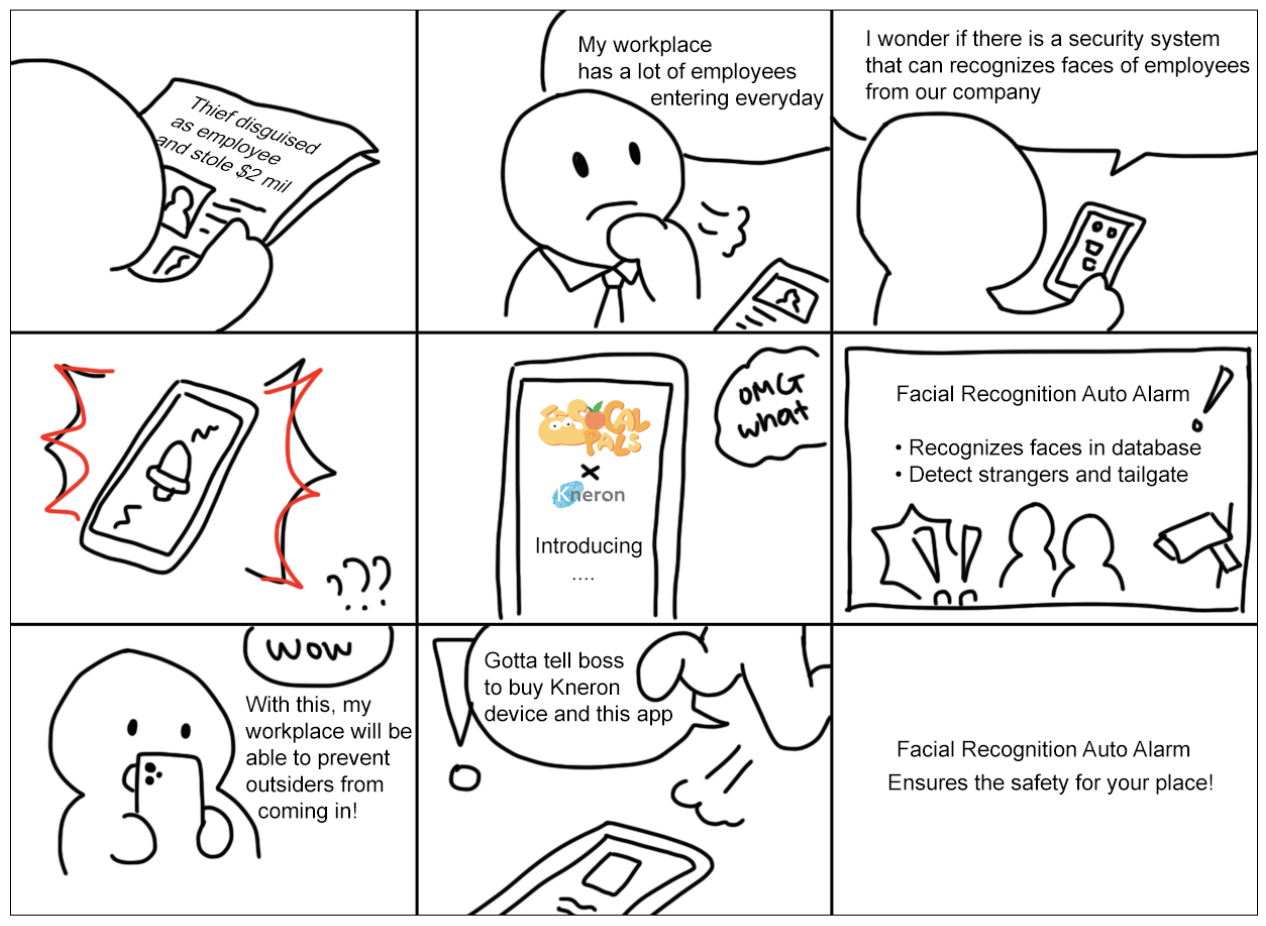 Thief disguised
as employee
and stole $2 mil
My workplace
has a lot of employees
entering everyday
I wonder if there is a security system
that can recognizes faces of employees
from our company
???
SOCAL
PALS
x
Kneron
Introducing
....
OMG
what
Facial Recognition Auto Alarm
!
• Recognizes faces in database
• Detect strangers and tailgate
!!
WOW
With this, my
workplace will be
able to prevent
outsiders from
coming in!
!
Gotta tell boss
to buy Kneron
device and this app
Facial Recognition Auto Alarm
Ensures the safety for your place!